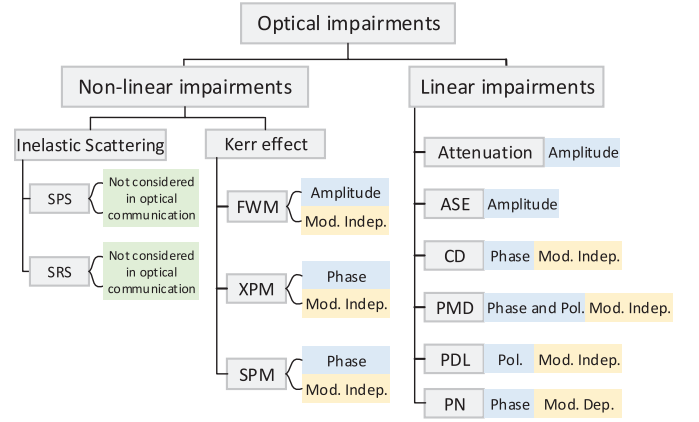 Optical impairments
Non-linear impairments
Linear impairments
Inelastic Scattering
Kerr effect
SPS
Not considered
in optical
communication
SRS
Not considered
in optical
communication
FWM
Amplitude
Mod. Indep.
XPM
Phase
Mod. Indep.
SPM
Phase
Mod. Indep.
Attenuation Amplitude
ASE Amplitude
CD Phase Mod. Indep.
PMD Phase and Pol. Mod. Indep.
PDL Pol. Mod. Indep.
PN Phase Mod. Dep.